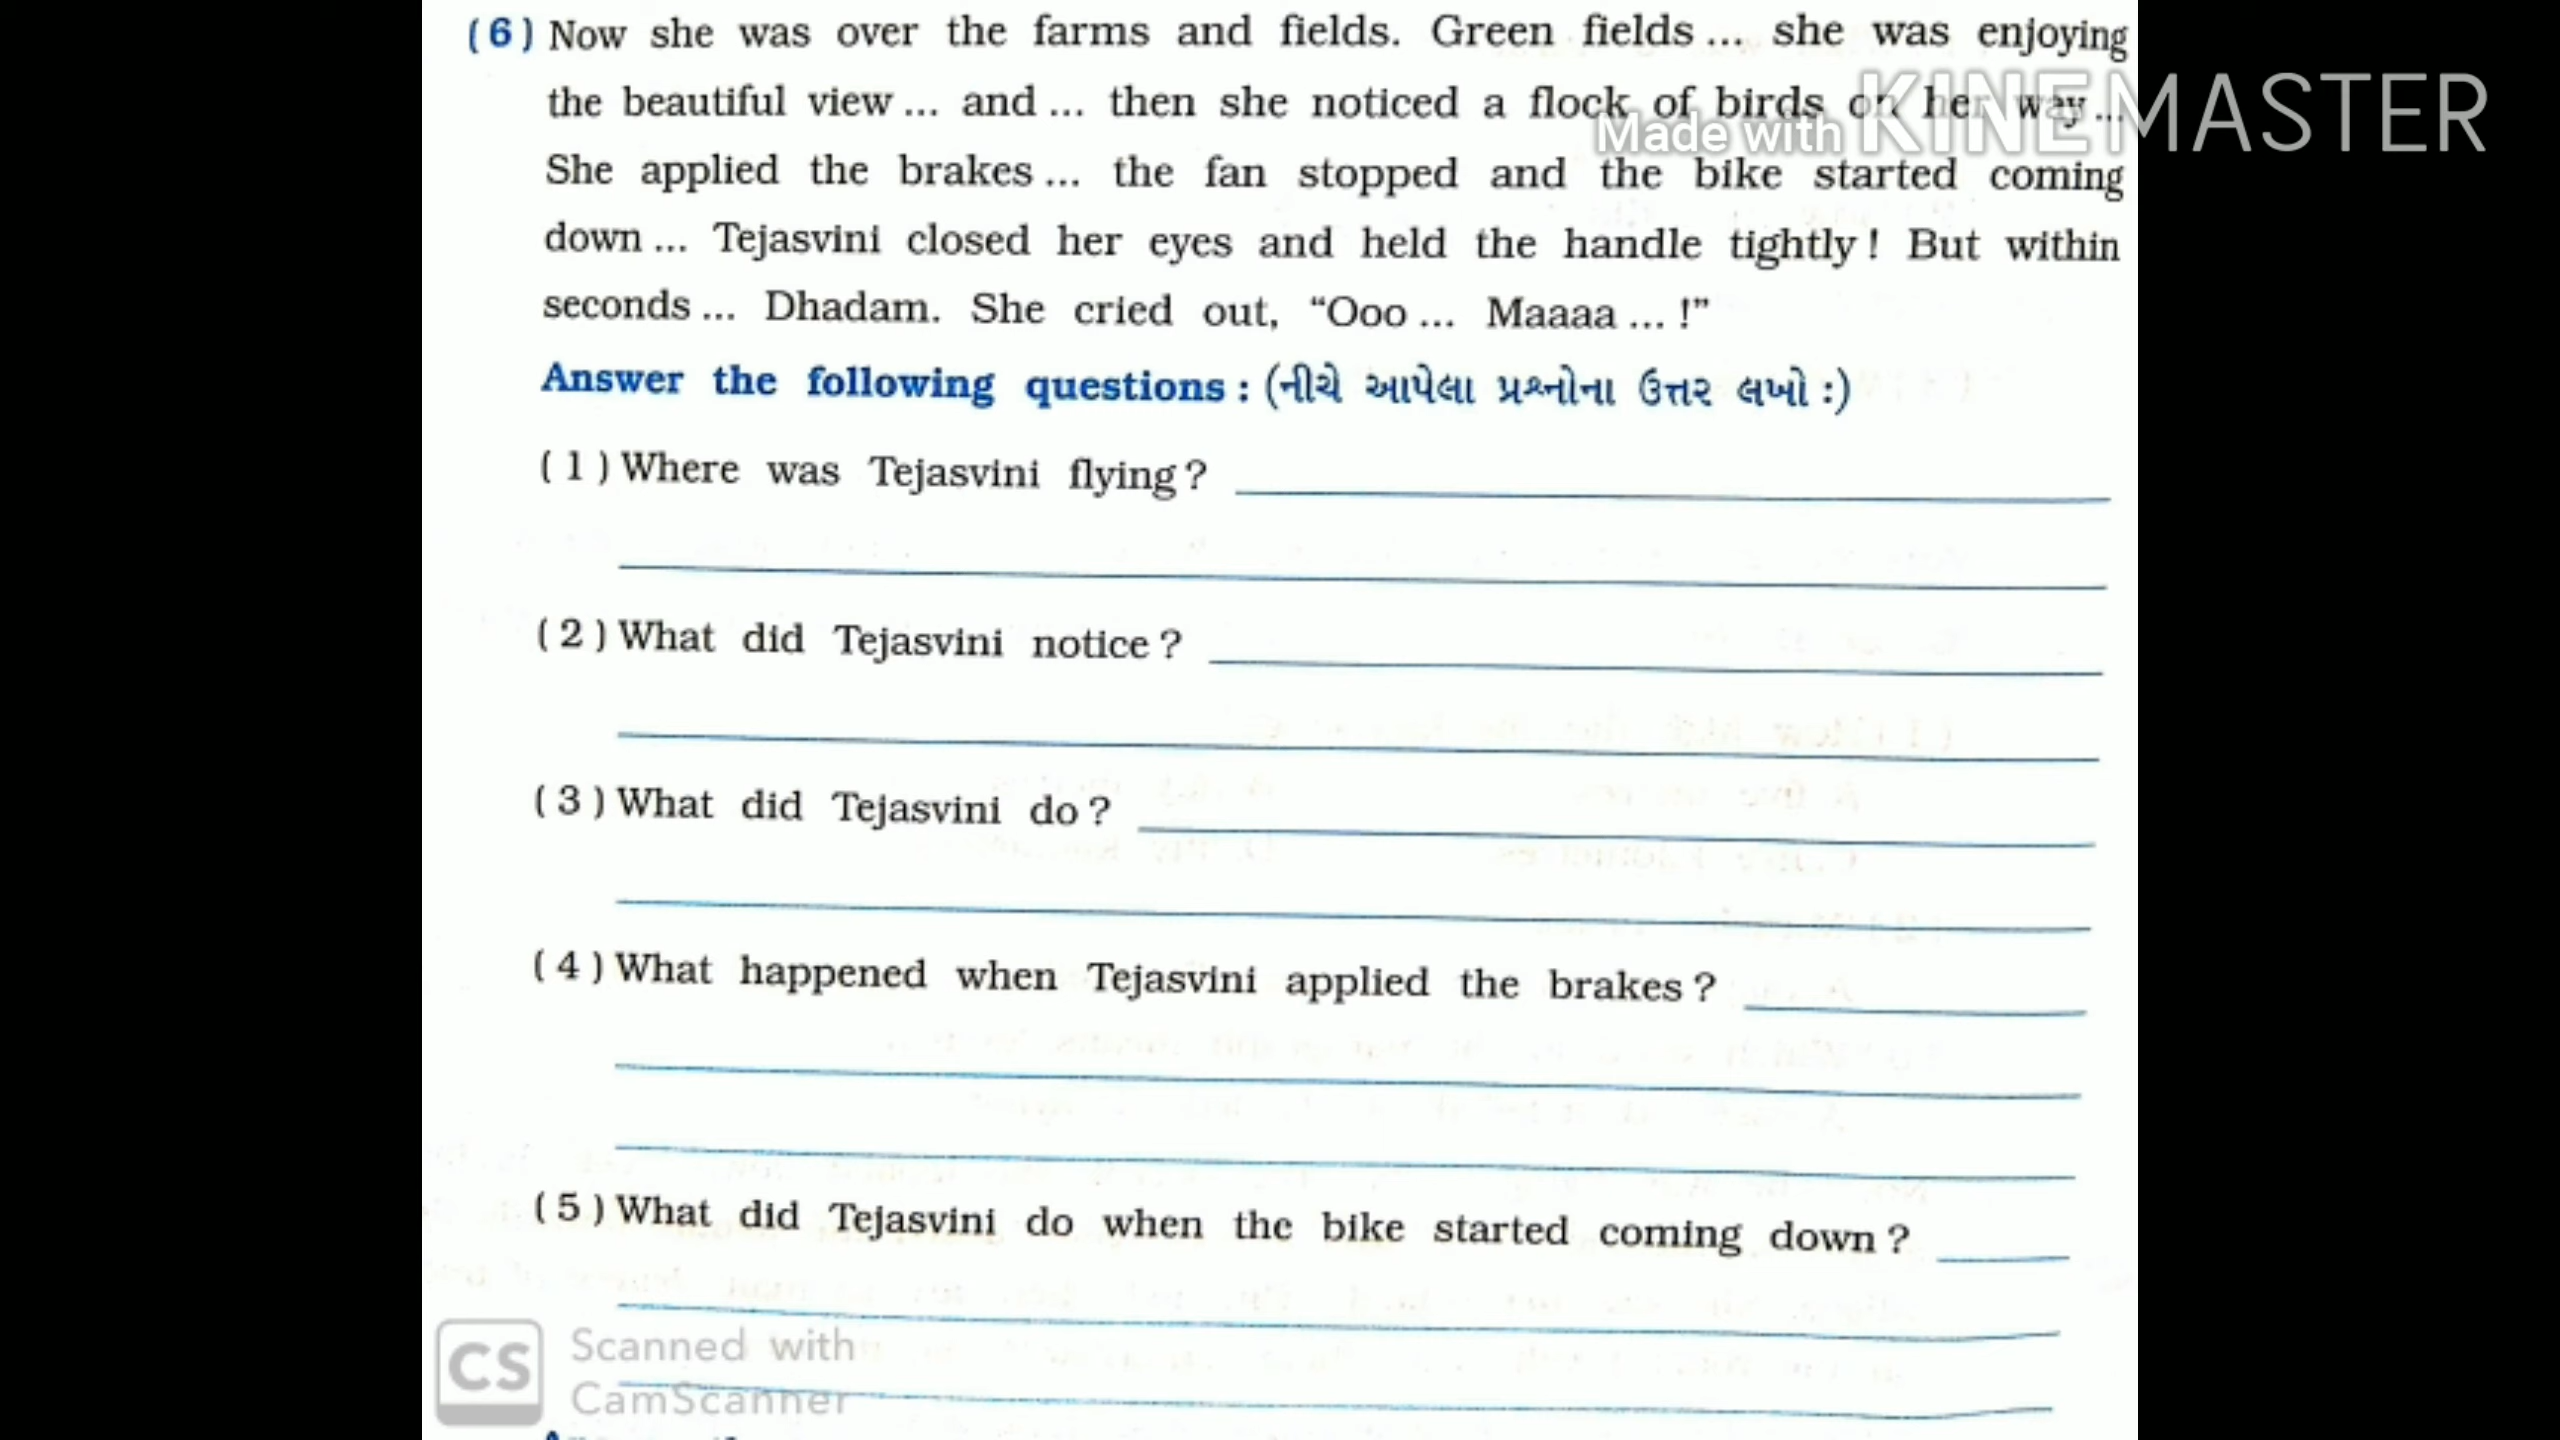 (6) Now she was over the farms and fields. Green fields ... she was enjoying
the beautiful view ... and ... then she noticed a flock of birds on her way ...
Made with KINEMASTER
She applied the brakes ... the fan stopped and the bike started coming
down ... Tejasvini closed her eyes and held the handle tightly! But within
seconds ... Dhadam. She cried out, “Ooo ... Maaaa ... !”
Answer the following questions : (નીચે આપેલા પ્રશ્નોના ઉત્તર લખો :)
(1) Where was Tejasvini flying?
(2) What did Tejasvini notice?
(3) What did Tejasvini do?
(4) What happened when Tejasvini applied the brakes?
(5) What did Tejasvini do when the bike started coming down?
CS Scanned with
CamScanner